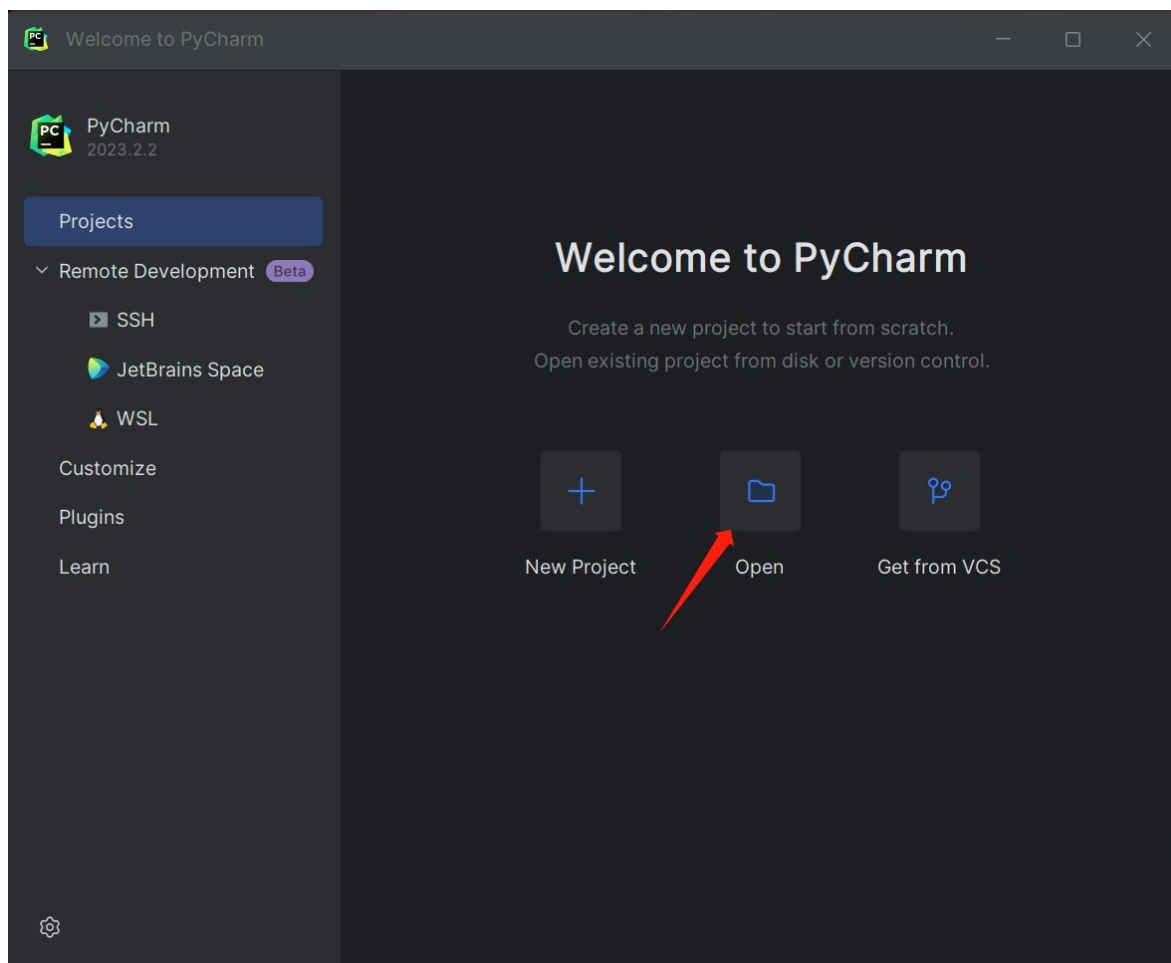 Welcome to PyCharm
PC
PyCharm
2023.2.2
Projects
Remote Development Beta
SSH
JetBrains Space
WSL
Customize
Plugins
Learn
Welcome to PyCharm
Create a new project to start from scratch.
Open existing project from disk or version control.
New Project
Open
Get from VCS